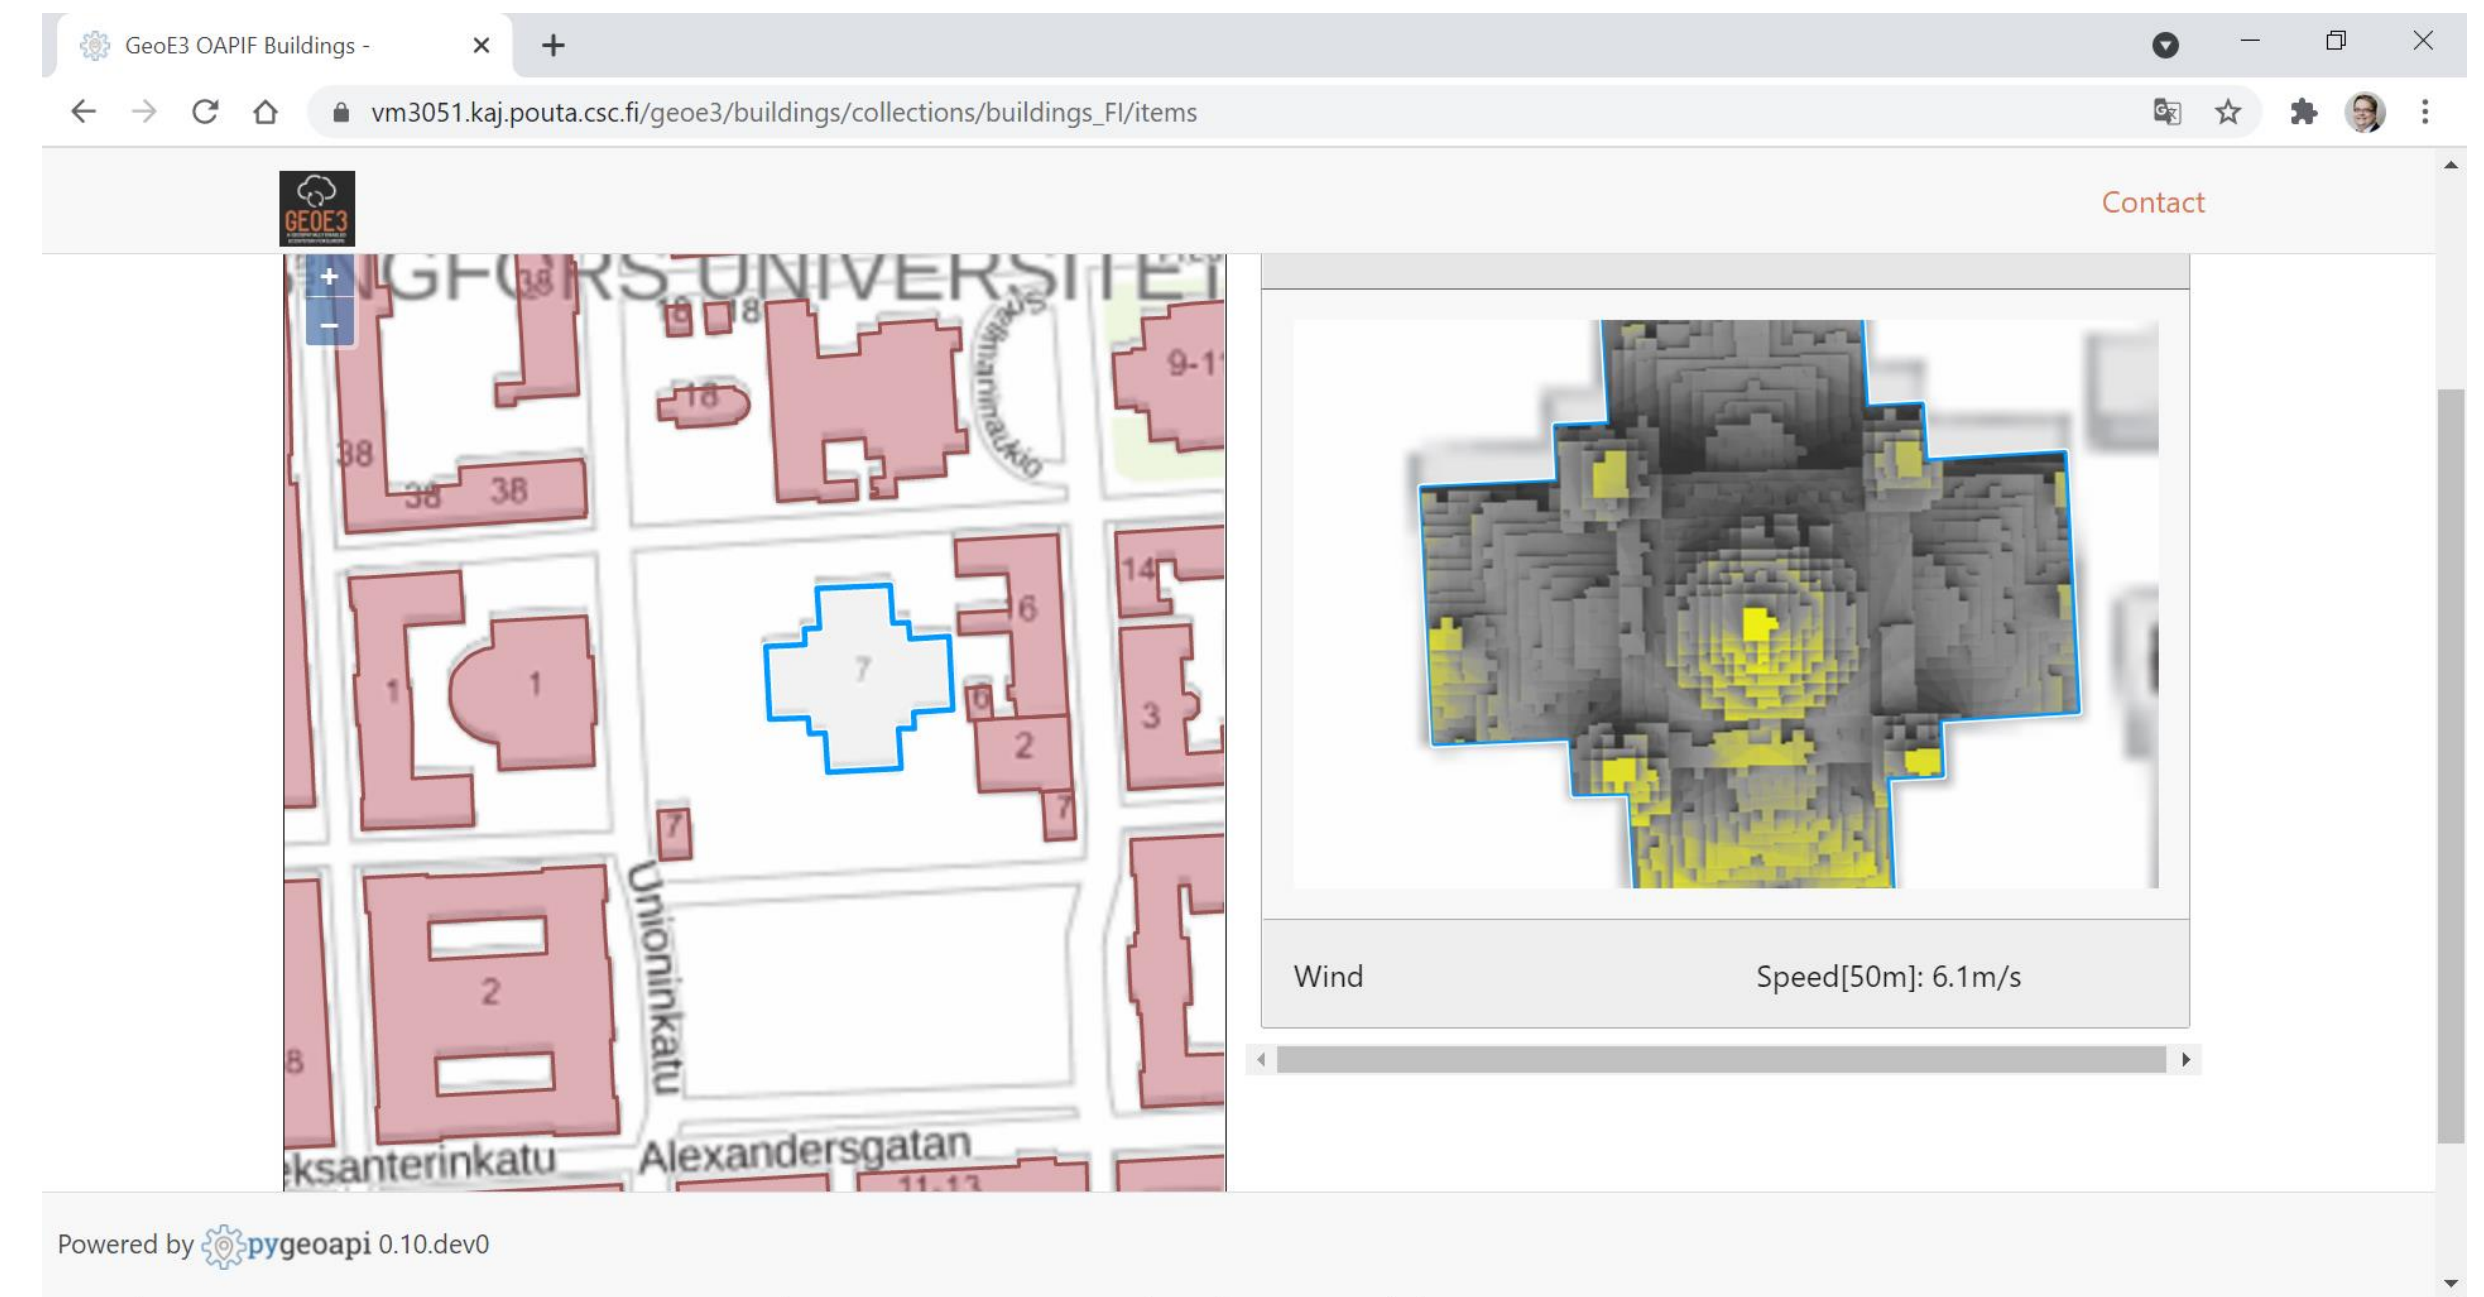 GeoE3 OAPIF Buildings -
vm3051.kaj.pouta.csc.fi/geoe3/buildings/collections/buildings_FI/items
GEOE3
Contact
+
NGFORS UNIVERSITET
−
38
18
18
9-1
18
38
38
38
Snellmaninaukio
14
16
7
1
1
6
3
2
7
7
Unioninkatu
2
8
eksanterinkatu
Alexandersgatan
11-13
Wind
Speed[50m]: 6.1m/s
Powered by pygeoapi 0.10.dev0